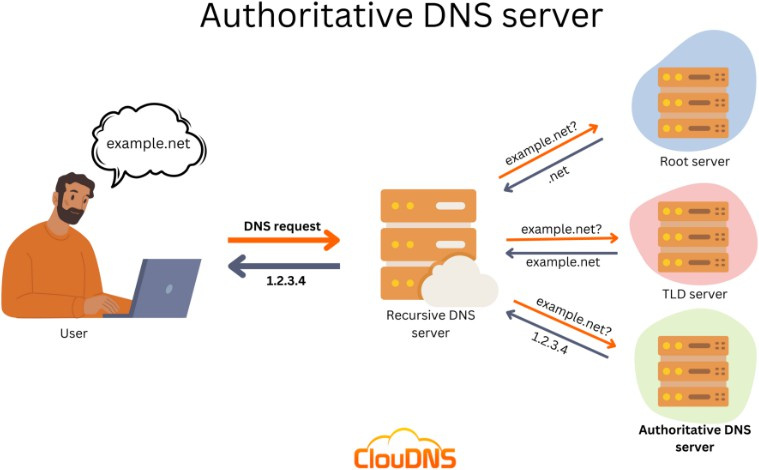 Authoritative DNS server
example.net
User
DNS request
1.2.3.4
Recursive DNS
server
example.net?
.net
Root server
example.net?
example.net
TLD server
example.net?
1.2.3.4
Authoritative DNS
server
ClouDNS